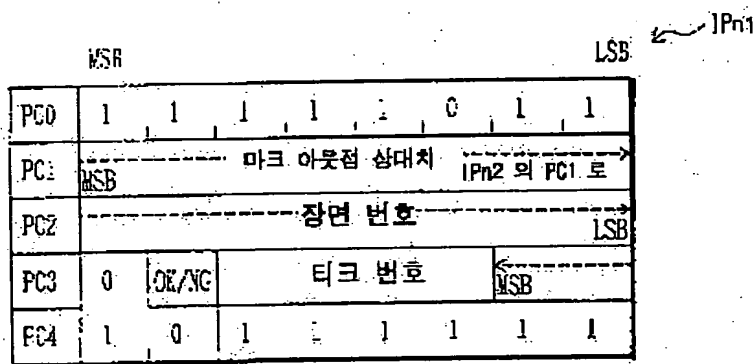 IPn1
MSB LSB
PC0 1 1 1 1 1 0 1 1
PC1 MSB 마크 아웃점 상대치 IPn2 의 PC1 로
PC2 장면 번호 LSB
PC3 0 OK/NG 티크 번호 MSB
PC4 1 0 1 1 1 1 1 1